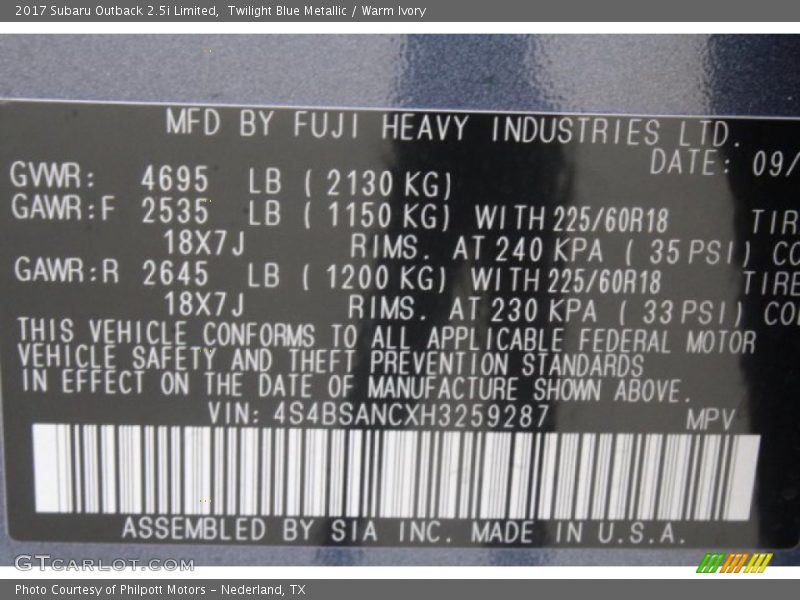 2017 Subaru Outback 2.5i Limited, Twilight Blue Metallic / Warm Ivory
MFD BY FUJI HEAVY INDUSTRIES LTD.
DATE: 09/
GVWR: 4695 LB ( 2130 KG)
GAWR:F 2535 LB ( 1150 KG) WITH 225/60R18 TIR
18X7J RIMS. AT 240 KPA ( 35 PSI) CO
GAWR:R 2645 LB ( 1200 KG) WITH 225/60R18 TIRE
18X7J RIMS. AT 230 KPA ( 33 PSI) CO
THIS VEHICLE CONFORMS TO ALL APPLICABLE FEDERAL MOTOR
VEHICLE SAFETY AND THEFT PREVENTION STANDARDS
IN EFFECT ON THE DATE OF MANUFACTURE SHOWN ABOVE.
VIN: 4S4BSANCXH3259287 MPV
ASSEMBLED BY SIA INC. MADE IN U.S.A.
GTCARLOT.COM
Photo Courtesy of Philpott Motors - Nederland, TX